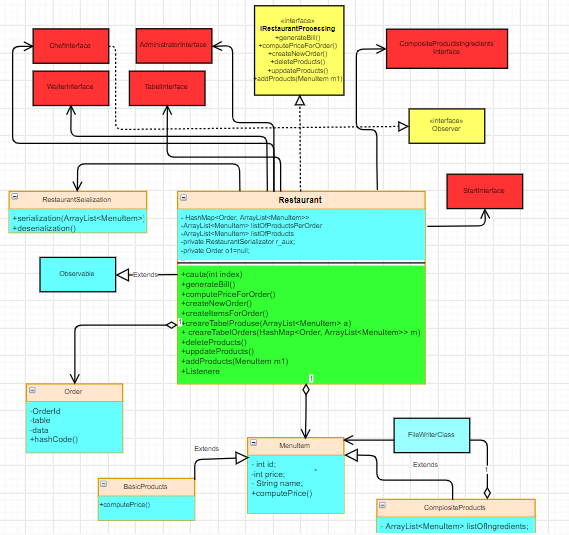 «interface»
IRestaurantProcessing
+generateBill()
+computePriceForOrder()
+createNewOrder()
+deleteProducts()
+uppdateProducts()
+addProducts(MenuItem m1)
ChefInterface
AdministratorInterface
CompositeProductsIngredients
Interface
WaiterInterface
TabelInterface
«interface»
Observer
StartInterface
RestaurantSeialization
+serialization(ArrayList<MenuItem>)
+deserialization()
Restaurant
- HashMap<Order, ArrayList<MenuItem>>
-ArrayList<MenuItem> listOfProductsPerOrder
-ArrayList<MenuItem> listOfProducts
-private RestaurantSerializator r_aux;
-private Order o1=null;
+cauta(int index)
+generateBill()
+computePriceForOrder()
+createNewOrder()
+createItemsForOrder()
+creareTabelProduse(ArrayList<MenuItem> a)
+ creareTabelOrders(HashMap<Order, ArrayList<MenuItem>> m)
+deleteProducts()
+uppdateProducts()
+addProducts(MenuItem m1)
+Listenere
Observable
Extends
1
1
Order
-OrderId
-table
-data
+hashCode()
MenuItem
- int id;
-int price;
- String name;
+computePrice()
FileWriterClass
Extends
Extends
1
BasicProducts
+computePrice()
CompiositeProducts
- ArrayList<MenuItem> listOfIngredients;